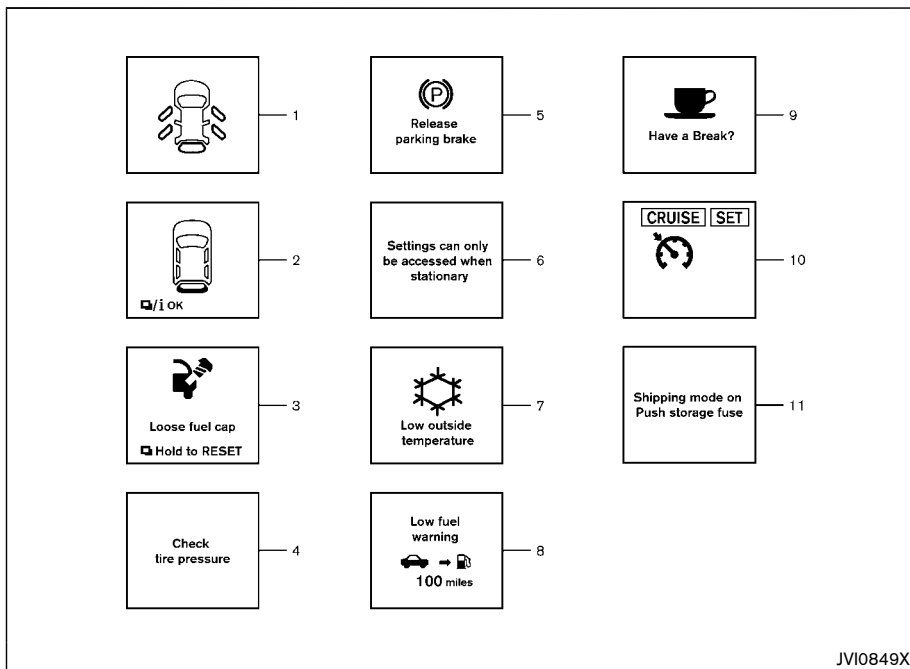 1
2
/i OK
3
Loose fuel cap
Hold to RESET
4
Check
tire pressure
5
P
Release
parking brake
6
Settings can only
be accessed when
stationary
7
Low outside
temperature
8
Low fuel
warning
100 miles
9
Have a Break?
10
CRUISE SET
11
Shipping mode on
Push storage fuse
JVI0849X